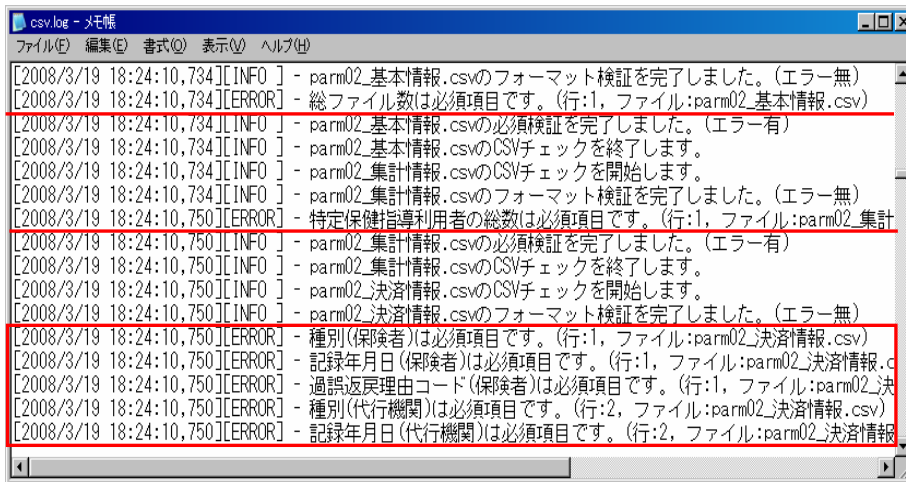 csv.log - メモ帳
ファイル(F) 編集(E) 書式(O) 表示(V) ヘルプ(H)
[2008/3/19 18:24:10,734][INFO ] - parm02_基本情報.csvのフォーマット検証を完了しました。(エラー無)
[2008/3/19 18:24:10,734][ERROR] - 総ファイル数は必須項目です。(行:1, ファイル:parm02_基本情報.csv)
[2008/3/19 18:24:10,734][INFO ] - parm02_基本情報.csvの必須検証を完了しました。(エラー有)
[2008/3/19 18:24:10,734][INFO ] - parm02_基本情報.csvのCSVチェックを終了します。
[2008/3/19 18:24:10,734][INFO ] - parm02_集計情報.csvのCSVチェックを開始します。
[2008/3/19 18:24:10,734][INFO ] - parm02_集計情報.csvのフォーマット検証を完了しました。(エラー無)
[2008/3/19 18:24:10,750][ERROR] - 特定保健指導利用者の総数は必須項目です。(行:1, ファイル:parm02_集計
[2008/3/19 18:24:10,750][INFO ] - parm02_集計情報.csvの必須検証を完了しました。(エラー有)
[2008/3/19 18:24:10,750][INFO ] - parm02_集計情報.csvのCSVチェックを終了します。
[2008/3/19 18:24:10,750][INFO ] - parm02_決済情報.csvのCSVチェックを開始します。
[2008/3/19 18:24:10,750][INFO ] - parm02_決済情報.csvのフォーマット検証を完了しました。(エラー無)
[2008/3/19 18:24:10,750][ERROR] - 種別(保険者)は必須項目です。(行:1, ファイル:parm02_決済情報.csv)
[2008/3/19 18:24:10,750][ERROR] - 記録年月日(保険者)は必須項目です。(行:1, ファイル:parm02_決済情報.c
[2008/3/19 18:24:10,750][ERROR] - 過誤返戻理由コード(保険者)は必須項目です。(行:1, ファイル:parm02_決
[2008/3/19 18:24:10,750][ERROR] - 種別(代行機関)は必須項目です。(行:2, ファイル:parm02_決済情報.csv)
[2008/3/19 18:24:10,750][ERROR] - 記録年月日(代行機関)は必須項目です。(行:2, ファイル:parm02_決済情報